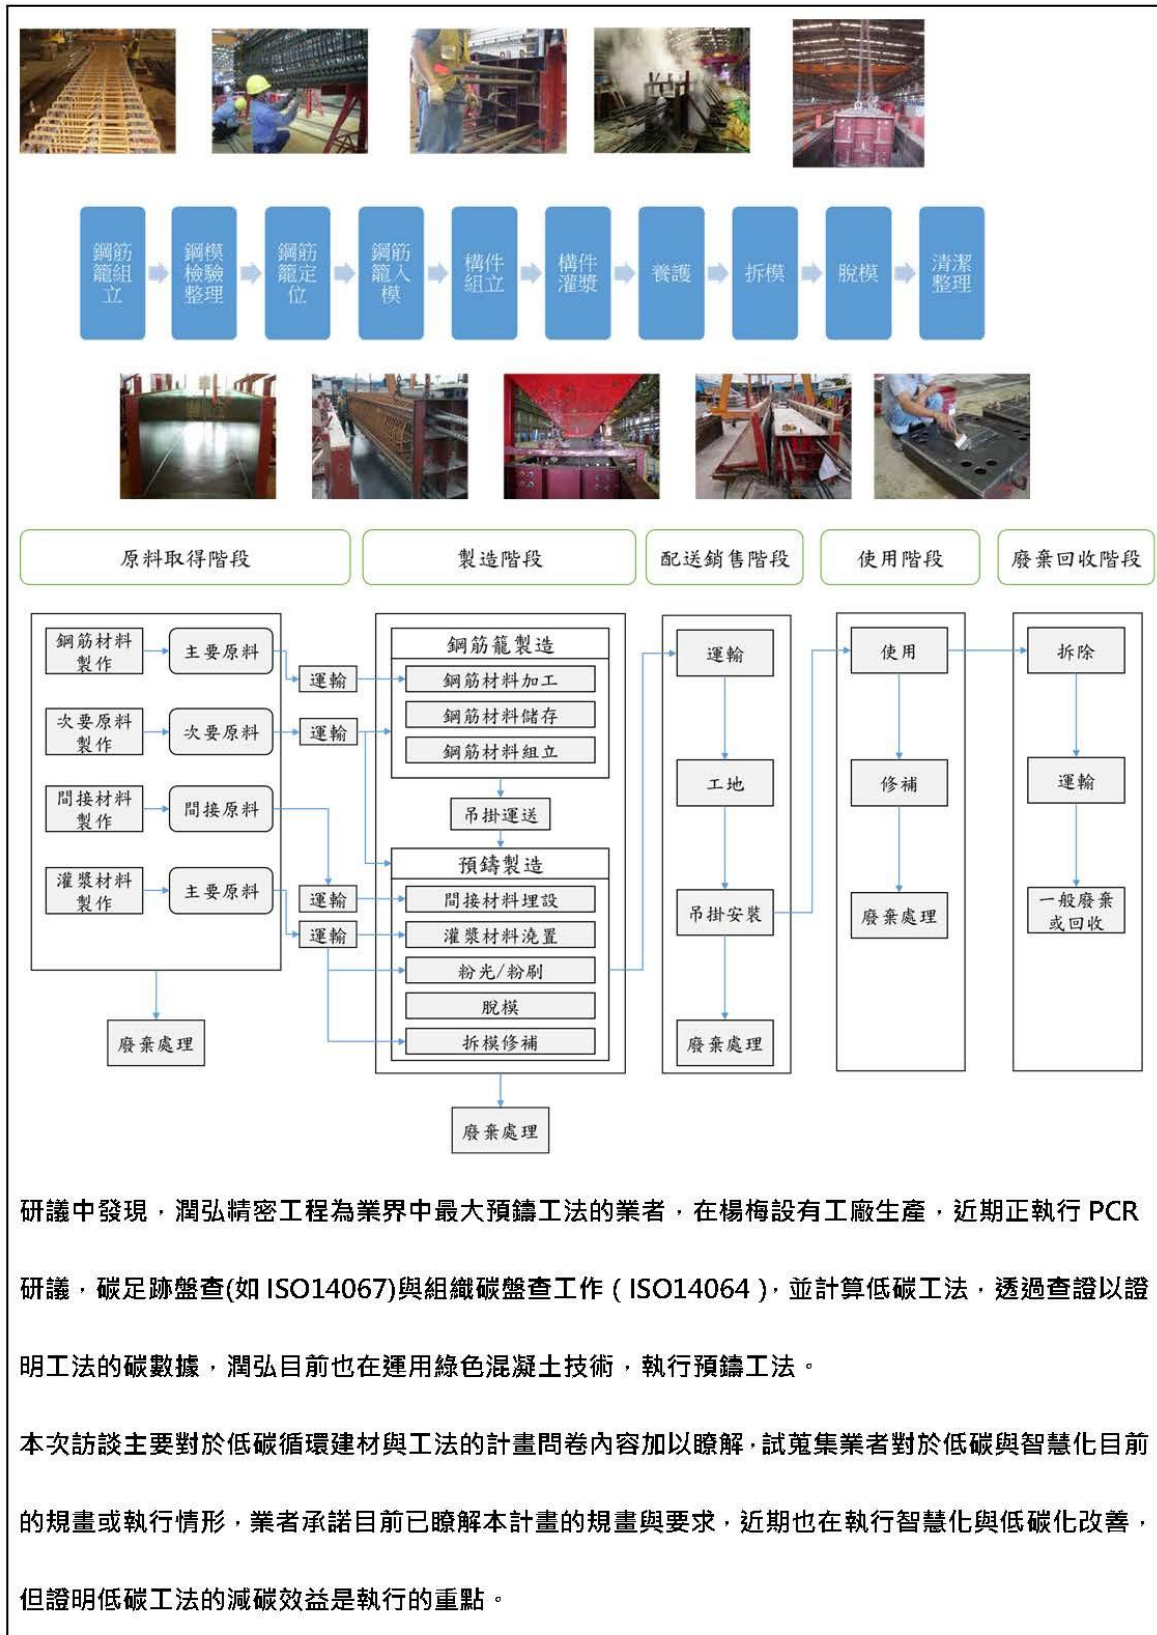 鋼筋
籠組
立
鋼模
檢驗
整理
鋼筋
籠定
位
鋼筋
籠入
模
構件
組立
構件
灌漿
養護
拆模
脫模
清潔
整理
原料取得階段
製造階段
配送銷售階段
使用階段
廢棄回收階段
鋼筋材料
製作
主要原料
運輸
次要原料
製作
次要原料
運輸
間接材料
製作
間接原料
運輸
灌漿材料
製作
主要原料
運輸
廢棄處理
鋼筋籠製造
鋼筋材料加工
鋼筋材料儲存
鋼筋材料組立
吊掛運送
預鑄製造
間接材料埋設
灌漿材料澆置
粉光/粉刷
脫模
拆模修補
廢棄處理
運輸
工地
吊掛安裝
廢棄處理
使用
修補
廢棄處理
拆除
運輸
一般廢棄
或回收
研議中發現，潤弘精密工程為業界中最大預鑄工法的業者，在楊梅設有工廠生產，近期正執行 PCR
研議，碳足跡盤查(如 ISO14067)與組織碳盤查工作（ISO14064），並計算低碳工法，透過查證以證
明工法的碳數據，潤弘目前也在運用綠色混凝土技術，執行預鑄工法。
本次訪談主要對於低碳循環建材與工法的計畫問卷內容加以瞭解，試蒐集業者對於低碳與智慧化目前
的規畫或執行情形，業者承諾目前已瞭解本計畫的規畫與要求，近期也在執行智慧化與低碳化改善，
但證明低碳工法的減碳效益是執行的重點。